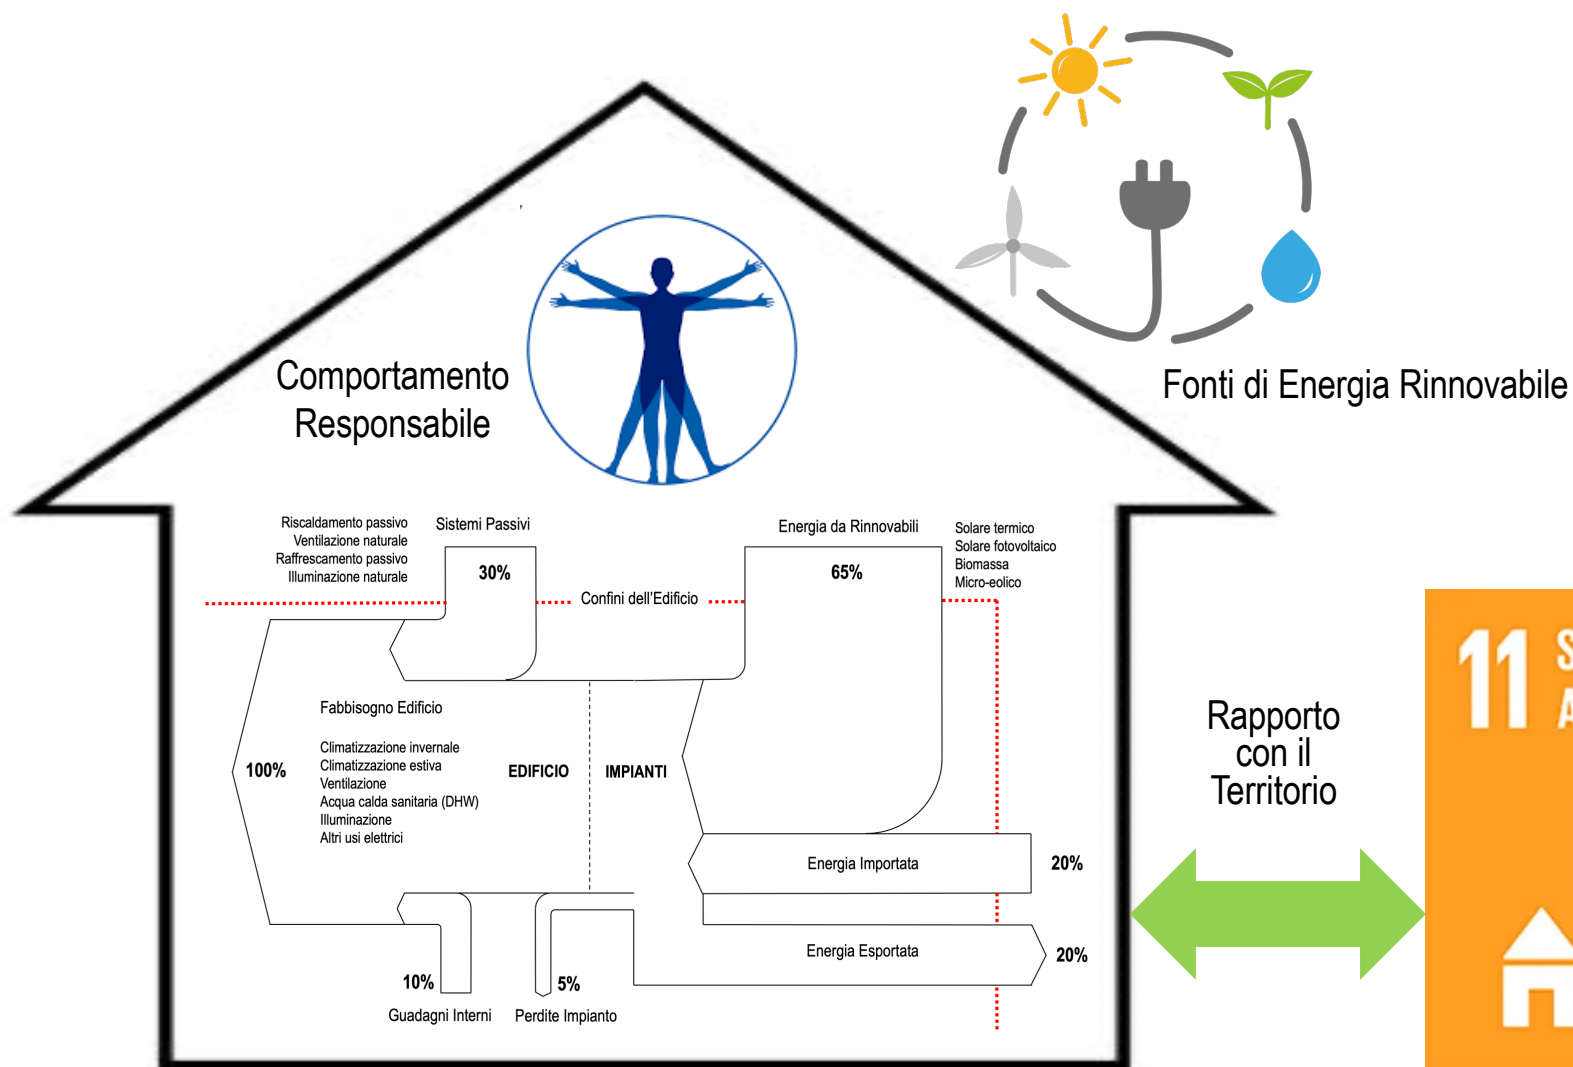 Comportamento
Responsabile
Fonti di Energia Rinnovabile
Riscaldamento passivo
Ventilazione naturale
Raffrescamento passivo
Illuminazione naturale
Sistemi Passivi
30%
Confini dell'Edificio
Energia da Rinnovabili
65%
Solare termico
Solare fotovoltaico
Biomassa
Micro-eolico
Fabbisogno Edificio
100%
Climatizzazione invernale
Climatizzazione estiva
Ventilazione
Acqua calda sanitaria (DHW)
Illuminazione
Altri usi elettrici
EDIFICIO
IMPIANTI
Energia Importata
20%
Energia Esportata
20%
10%
Guadagni Interni
5%
Perdite Impianto
Rapporto
con il
Territorio
11